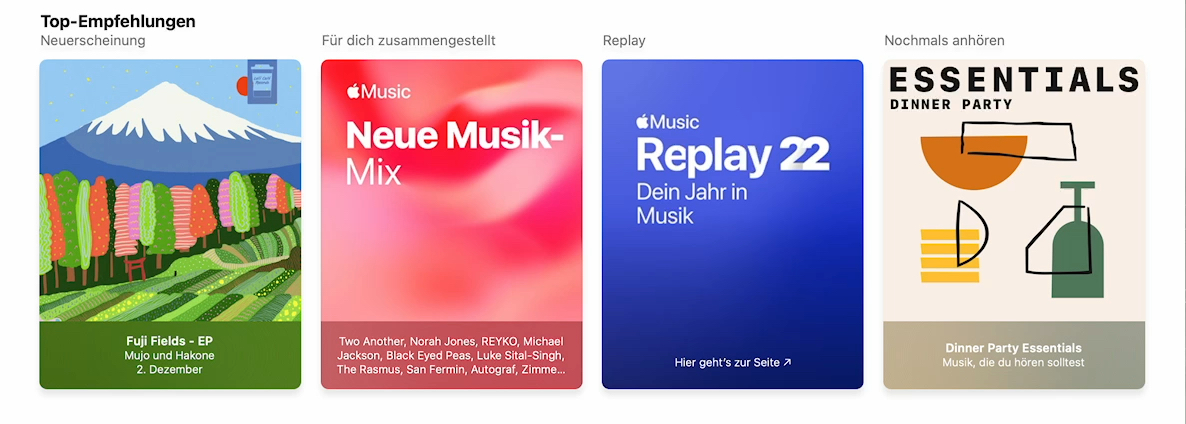 Top-Empfehlungen
Neuerscheinung
Fuji Fields - EP
Mujo und Hakone
2. Dezember
Für dich zusammengestellt
Music
Neue Musik-
Mix
Two Another, Norah Jones, REYKO, Michael
Jackson, Black Eyed Peas, Luke Sital-Singh,
The Rasmus, San Fermin, Autograf, Zimme...
Replay
Music
Replay 22
Dein Jahr in
Musik
Hier geht's zur Seite ↗
Nochmals anhören
ESSENTIALS
DINNER PARTY
Dinner Party Essentials
Musik, die du hören solltest